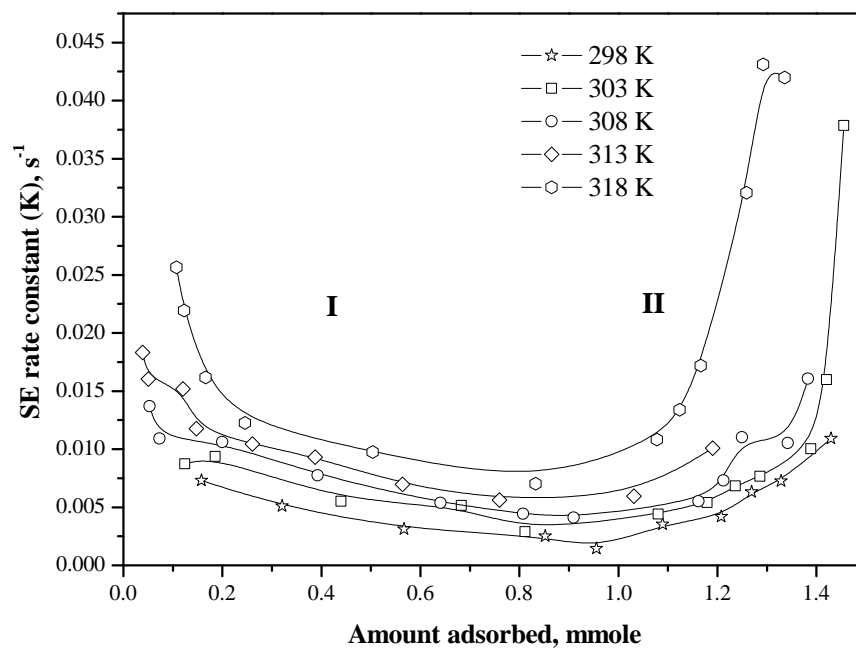 0.045
0.040
0.035
0.030
0.025
0.020
0.015
0.010
0.005
0.000
SE rate constant (K), s⁻¹
298 K
303 K
308 K
313 K
318 K
I
II
0.0 0.2 0.4 0.6 0.8 1.0 1.2 1.4
Amount adsorbed, mmole